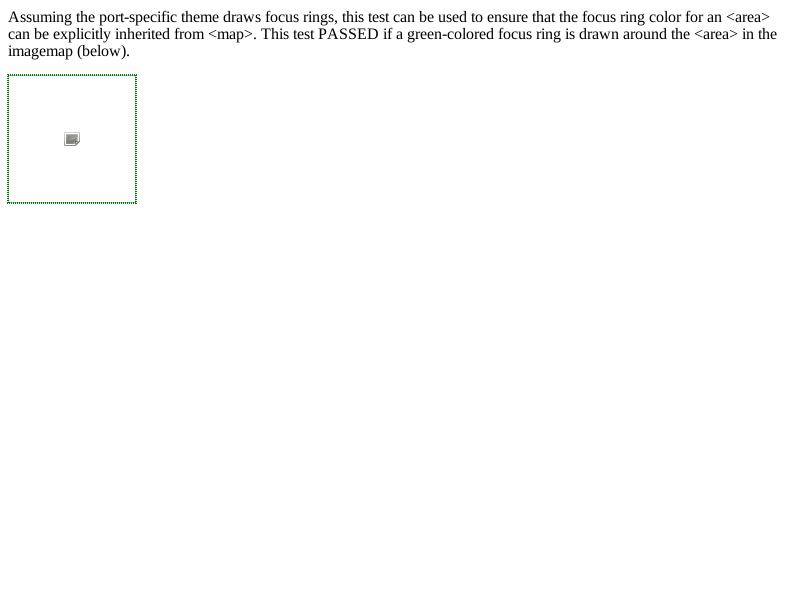 Assuming the port-specific theme draws focus rings, this test can be used to ensure that the focus ring color for an <area>
can be explicitly inherited from <map>. This test PASSED if a green-colored focus ring is drawn around the <area> in the
imagemap (below).